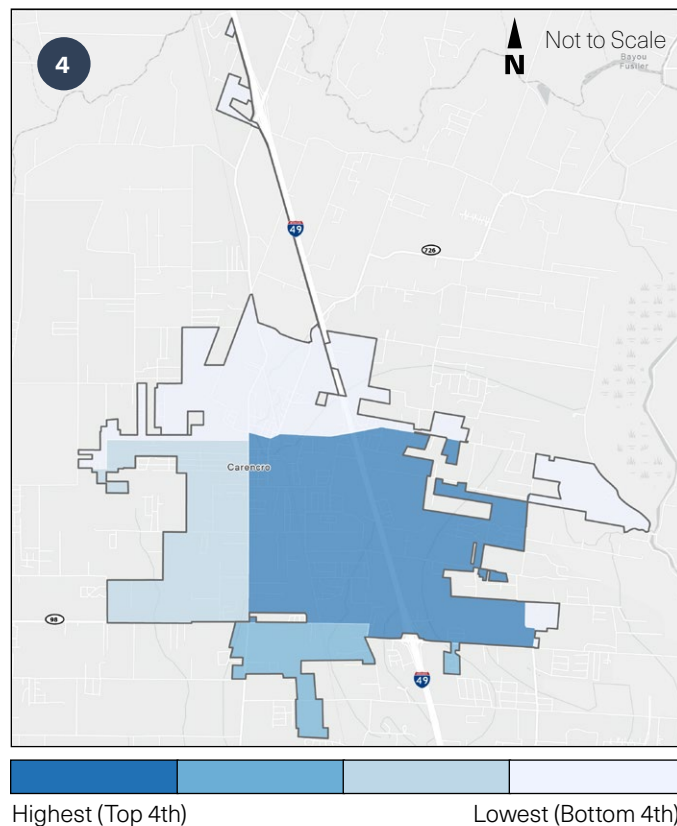 4
Not to Scale
N
Bayou
Fusilier
49
726
Carencro
98
49
Highest (Top 4th)
Lowest (Bottom 4th)